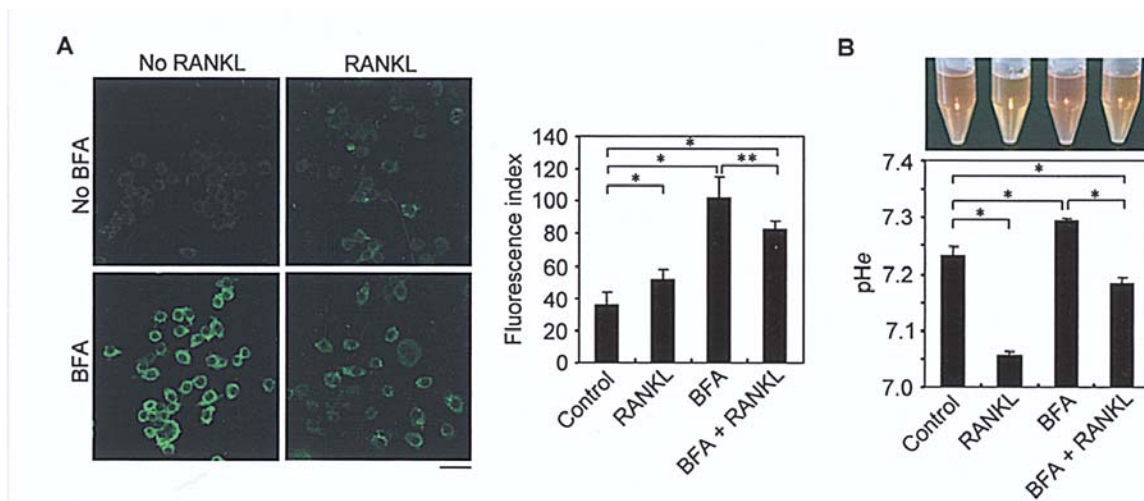 A
No RANKL
RANKL
No BFA
BFA
Fluorescence index
140
120
100
80
60
40
20
0
*
*
*
**
Control
RANKL
BFA
BFA + RANKL
B
pHe
7.4
7.3
7.2
7.1
7.0
*
*
*
*
Control
RANKL
BFA
BFA + RANKL